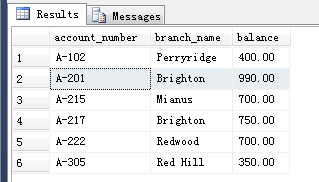 Results Messages
account_number branch_name balance
1 A-102 Perryridge 400.00
2 A-201 Brighton 990.00
3 A-215 Mianus 700.00
4 A-217 Brighton 750.00
5 A-222 Redwood 700.00
6 A-305 Red Hill 350.00